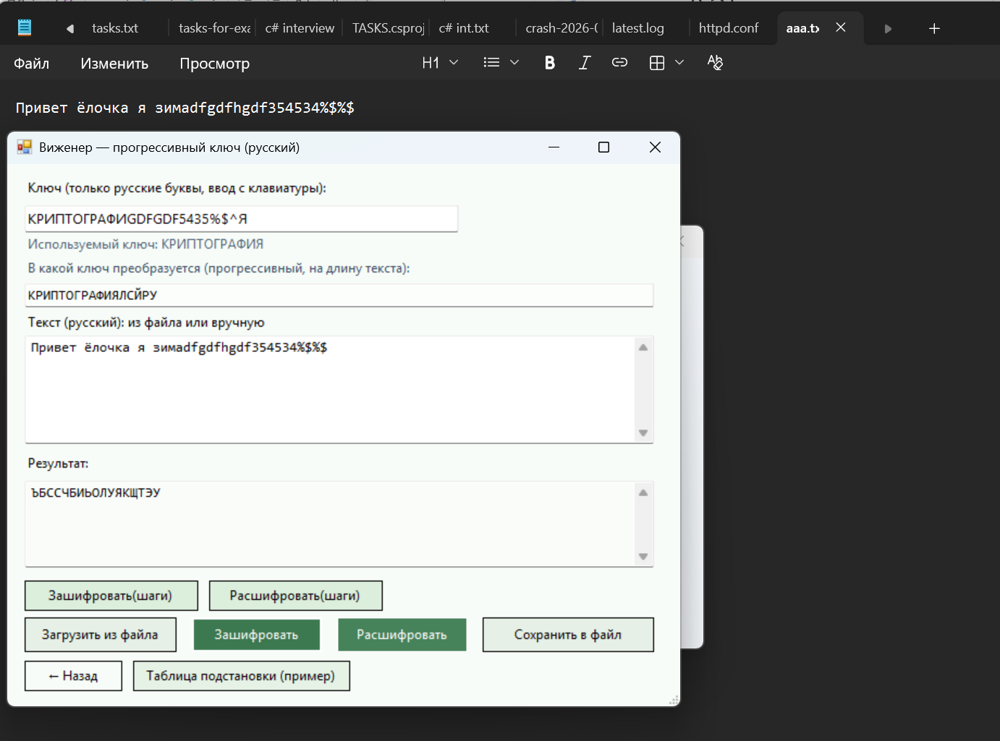 tasks.txt
tasks-for-exa
c# interview
TASKS.csproj
c# int.txt
crash-2026-0
latest.log
httpd.conf
aaa.tx
Файл Изменить Просмотр
H1
B
I
Привет ёлочка я зимadfgdfhgdf354534%$%$
Виженер — прогрессивный ключ (русский)
Ключ (только русские буквы, ввод с клавиатуры):
КРИПТОГРАФИGDFGDF5435%$^Я
Используемый ключ: КРИПТОГРАФИЯ
В какой ключ преобразуется (прогрессивный, на длину текста):
КРИПТОГРАФИЯЛСЙРУ
Текст (русский): из файла или вручную
Привет ёлочка я зимadfgdfhgdf354534%$%$
Результат:
ЪБССЧБИЬОЛУЯКЩТЭУ
Зашифровать(шаги) Расшифровать(шаги)
Загрузить из файла Зашифровать Расшифровать Сохранить в файл
← Назад Таблица подстановки (пример)